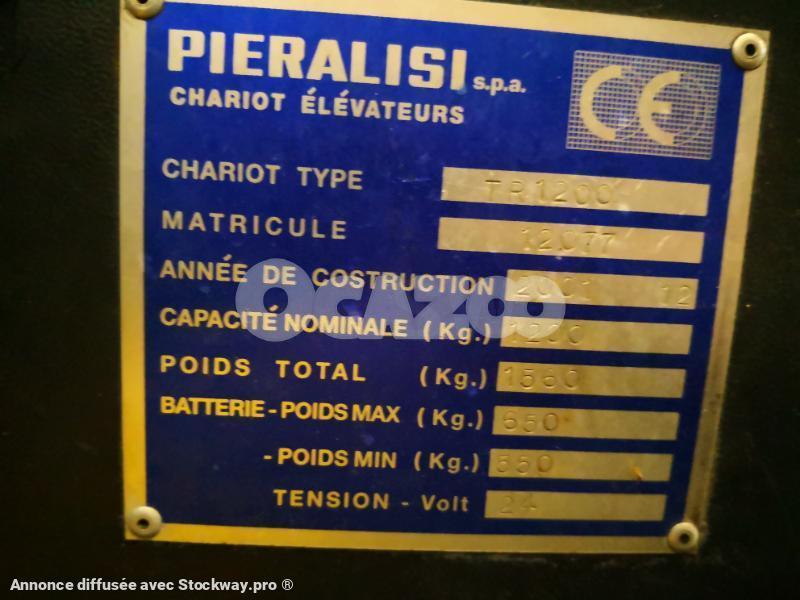 PIERALISI s.p.a.
CHARIOT ÉLÉVATEURS
CE
CHARIOT TYPE TR1200
MATRICULE 12077
ANNÉE DE COSTRUCTION 2001 12
OCAZOO
CAPACITÉ NOMINALE (Kg.) 1200
POIDS TOTAL (Kg.) 1560
BATTERIE - POIDS MAX (Kg.) 650
- POIDS MIN (Kg.) 550
TENSION - Volt 24
Annonce diffusée avec Stockway.pro ®